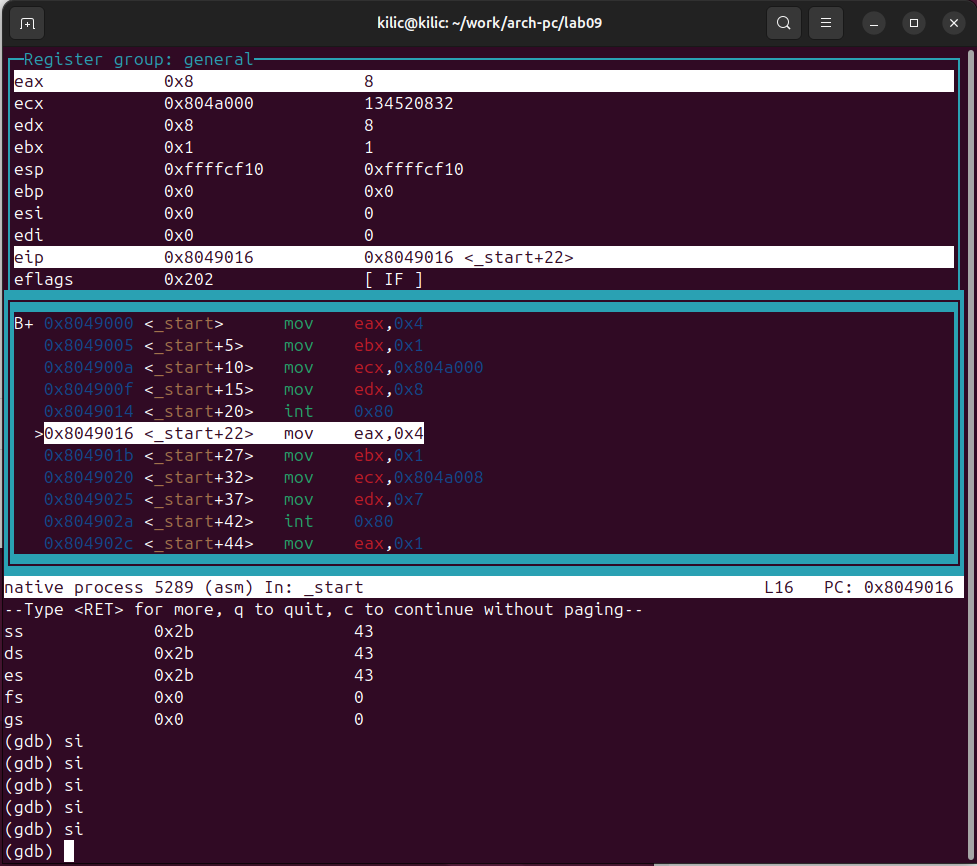 kilic@kilic: ~/work/arch-pc/lab09
Register group: general
eax 0x8 8
ecx 0x804a000 134520832
edx 0x8 8
ebx 0x1 1
esp 0xffffcf10 0xffffcf10
ebp 0x0 0x0
esi 0x0 0
edi 0x0 0
eip 0x8049016 0x8049016 <_start+22>
eflags 0x202 [ IF ]
B+ 0x8049000 <_start> mov eax,0x4
0x8049005 <_start+5> mov ebx,0x1
0x804900a <_start+10> mov ecx,0x804a000
0x804900f <_start+15> mov edx,0x8
0x8049014 <_start+20> int 0x80
>0x8049016 <_start+22> mov eax,0x4
0x804901b <_start+27> mov ebx,0x1
0x8049020 <_start+32> mov ecx,0x804a008
0x8049025 <_start+37> mov edx,0x7
0x804902a <_start+42> int 0x80
0x804902c <_start+44> mov eax,0x1
native process 5289 (asm) In: _start L16 PC: 0x8049016
--Type <RET> for more, q to quit, c to continue without paging--
ss 0x2b 43
ds 0x2b 43
es 0x2b 43
fs 0x0 0
gs 0x0 0
(gdb) si
(gdb) si
(gdb) si
(gdb) si
(gdb) si
(gdb)